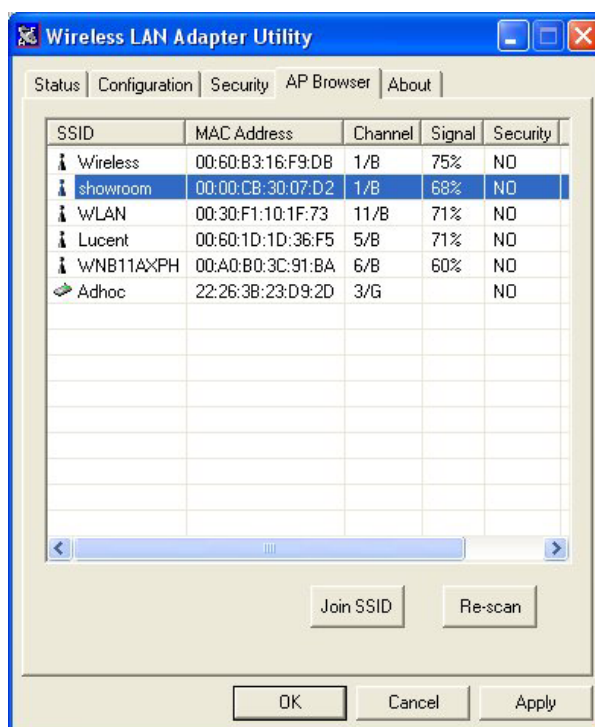 Wireless LAN Adapter Utility
Status Configuration Security AP Browser About
SSID MAC Address Channel Signal Security
Wireless 00:60:B3:16:F9:DB 1/B 75% NO
showroom 00:00:CB:30:07:D2 1/B 68% NO
WLAN 00:30:F1:10:1F:73 11/B 71% NO
Lucent 00:60:1D:1D:36:F5 5/B 71% NO
WNB11AXPH 00:A0:B0:3C:91:BA 6/B 60% NO
Adhoc 22:26:3B:23:D9:2D 3/G NO
Join SSID Re-scan
OK Cancel Apply